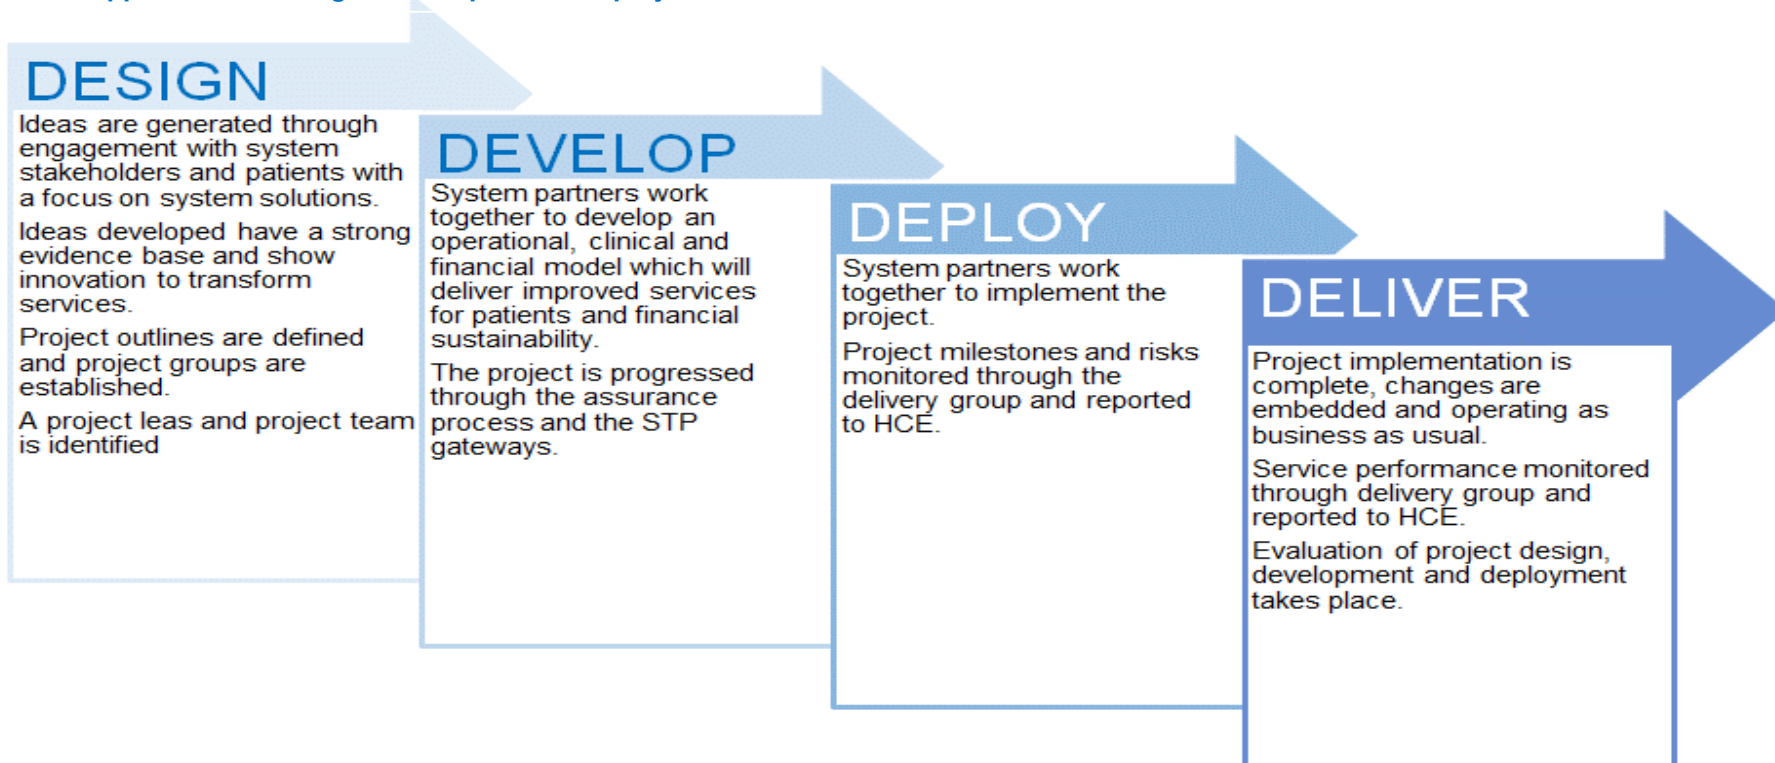 DESIGN
Ideas are generated through
engagement with system
stakeholders and patients with
a focus on system solutions.
Ideas developed have a strong
evidence base and show
innovation to transform
services.
Project outlines are defined
and project groups are
established.
A project leas and project team
is identified
DEVELOP
System partners work
together to develop an
operational, clinical and
financial model which will
deliver improved services
for patients and financial
sustainability.
The project is progressed
through the assurance
process and the STP
gateways.
DEPLOY
System partners work
together to implement the
project.
Project milestones and risks
monitored through the
delivery group and reported
to HCE.
DELIVER
Project implementation is
complete, changes are
embedded and operating as
business as usual.
Service performance monitored
through delivery group and
reported to HCE.
Evaluation of project design,
development and deployment
takes place.